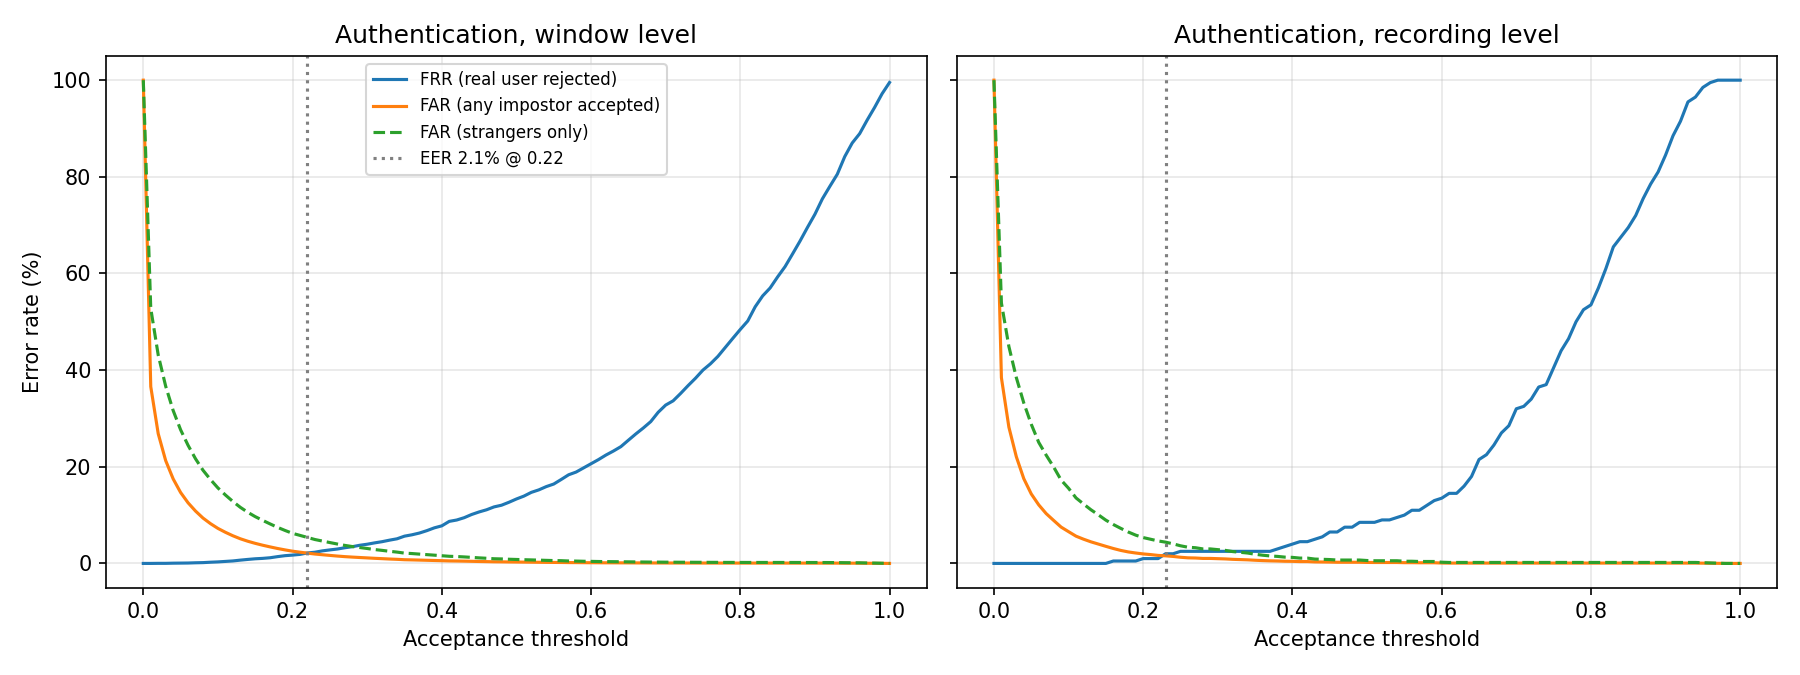 Authentication, window level
Authentication, recording level
FRR (real user rejected)
FAR (any impostor accepted)
FAR (strangers only)
EER 2.1% @ 0.22
Error rate (%)
100
80
60
40
20
0
0.0 0.2 0.4 0.6 0.8 1.0
0.0 0.2 0.4 0.6 0.8 1.0
Acceptance threshold
Acceptance threshold